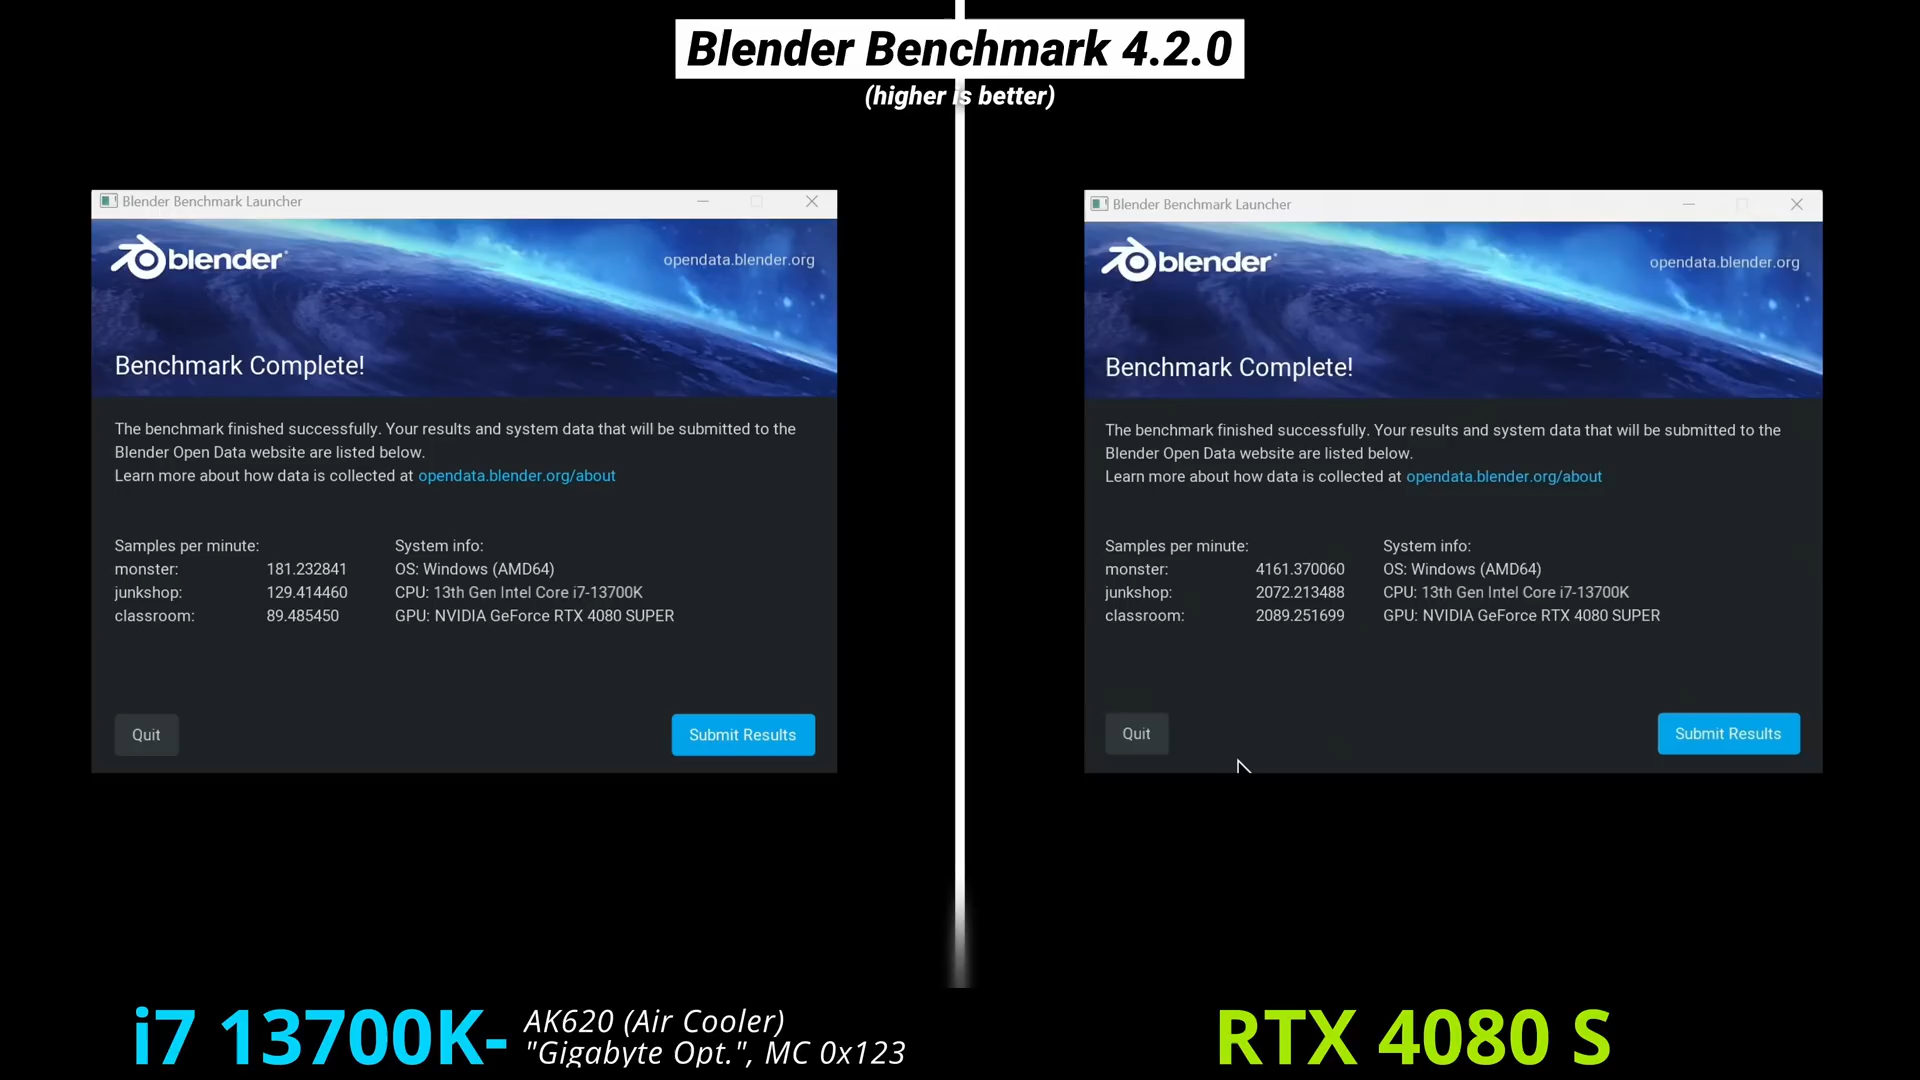 Blender Benchmark 4.2.0
(higher is better)
Blender Benchmark Launcher
blender
opendata.blender.org
Benchmark Complete!
The benchmark finished successfully. Your results and system data that will be submitted to the
Blender Open Data website are listed below.
Learn more about how data is collected at opendata.blender.org/about
Samples per minute:
monster: 181.232841
junkshop: 129.414460
classroom: 89.485450
System info:
OS: Windows (AMD64)
CPU: 13th Gen Intel Core i7-13700K
GPU: NVIDIA GeForce RTX 4080 SUPER
Quit
Submit Results
Blender Benchmark Launcher
blender
opendata.blender.org
Benchmark Complete!
The benchmark finished successfully. Your results and system data that will be submitted to the
Blender Open Data website are listed below.
Learn more about how data is collected at opendata.blender.org/about
Samples per minute:
monster: 4161.370060
junkshop: 2072.213488
classroom: 2089.251699
System info:
OS: Windows (AMD64)
CPU: 13th Gen Intel Core i7-13700K
GPU: NVIDIA GeForce RTX 4080 SUPER
Quit
Submit Results
i7 13700K-
AK620 (Air Cooler)
"Gigabyte Opt.", MC 0x123
RTX 4080 S